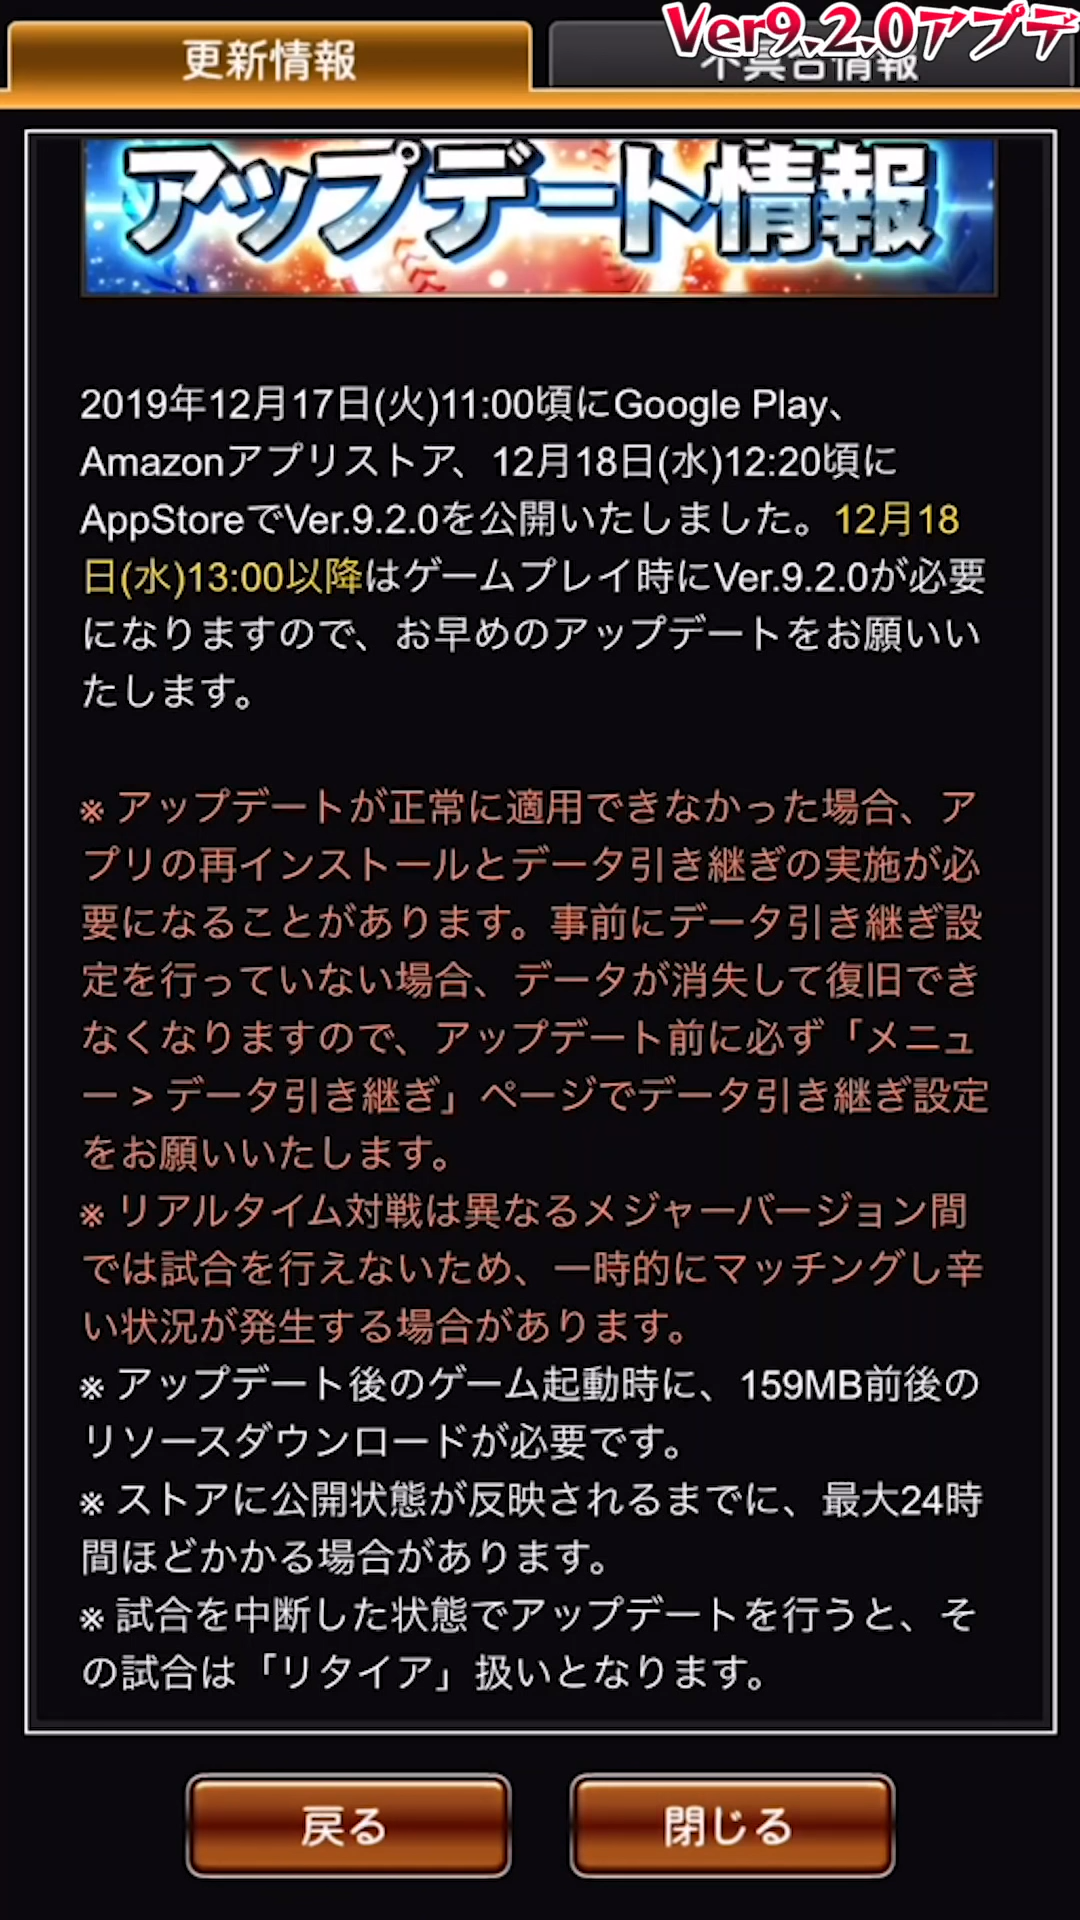 Ver9.2.0アプデ
更新情報
不具合情報
アップデート情報
2019年12月17日(火)11:00頃にGoogle Play、
Amazonアプリストア、12月18日(水)12:20頃に
AppStoreでVer.9.2.0を公開いたしました。12月18
日(水)13:00以降はゲームプレイ時にVer.9.2.0が必要
になりますので、お早めのアップデートをお願いい
たします。
※ アップデートが正常に適用できなかった場合、ア
プリの再インストールとデータ引き継ぎの実施が必
要になることがあります。事前にデータ引き継ぎ設
定を行っていない場合、データが消失して復旧でき
なくなりますので、アップデート前に必ず「メニュ
ー > データ引き継ぎ」ページでデータ引き継ぎ設定
をお願いいたします。
※ リアルタイム対戦は異なるメジャーバージョン間
では試合を行えないため、一時的にマッチングし辛
い状況が発生する場合があります。
※ アップデート後のゲーム起動時に、159MB前後の
リソースダウンロードが必要です。
※ ストアに公開状態が反映されるまでに、最大24時
間ほどかかる場合があります。
※ 試合を中断した状態でアップデートを行うと、そ
の試合は「リタイア」扱いとなります。
戻る
閉じる